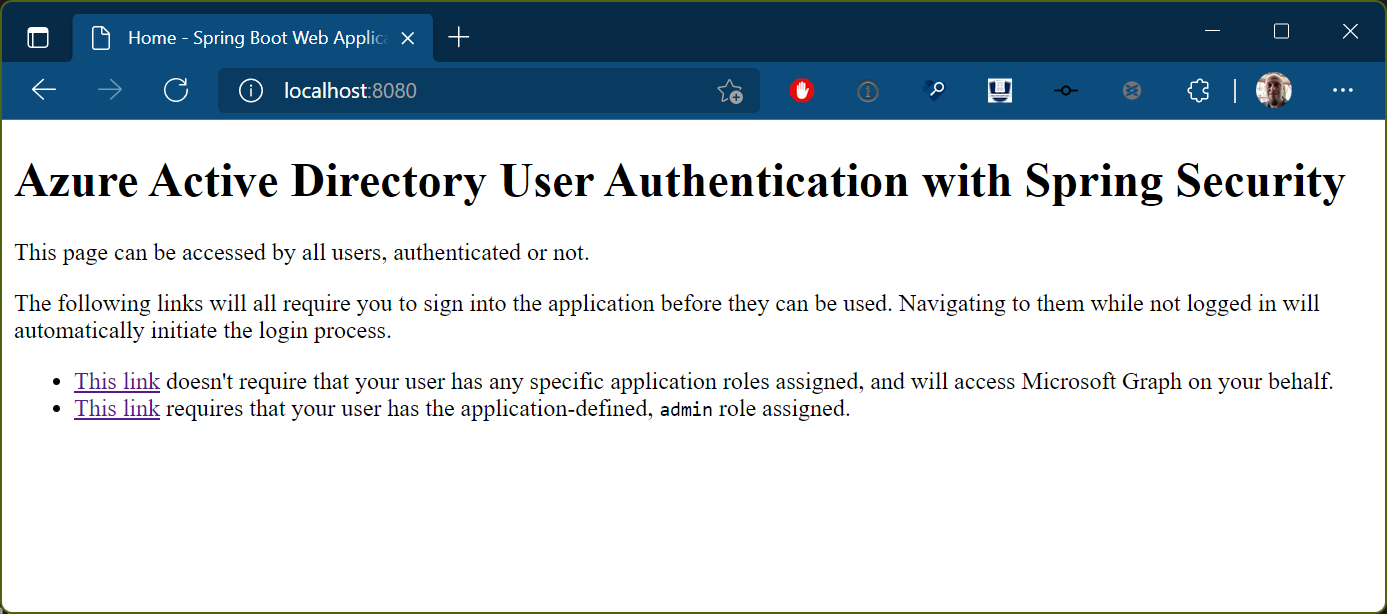 Home - Spring Boot Web Applica
localhost:8080
Azure Active Directory User Authentication with Spring Security
This page can be accessed by all users, authenticated or not.
The following links will all require you to sign into the application before they can be used. Navigating to them while not logged in will
automatically initiate the login process.
• This link doesn't require that your user has any specific application roles assigned, and will access Microsoft Graph on your behalf.
• This link requires that your user has the application-defined, admin role assigned.